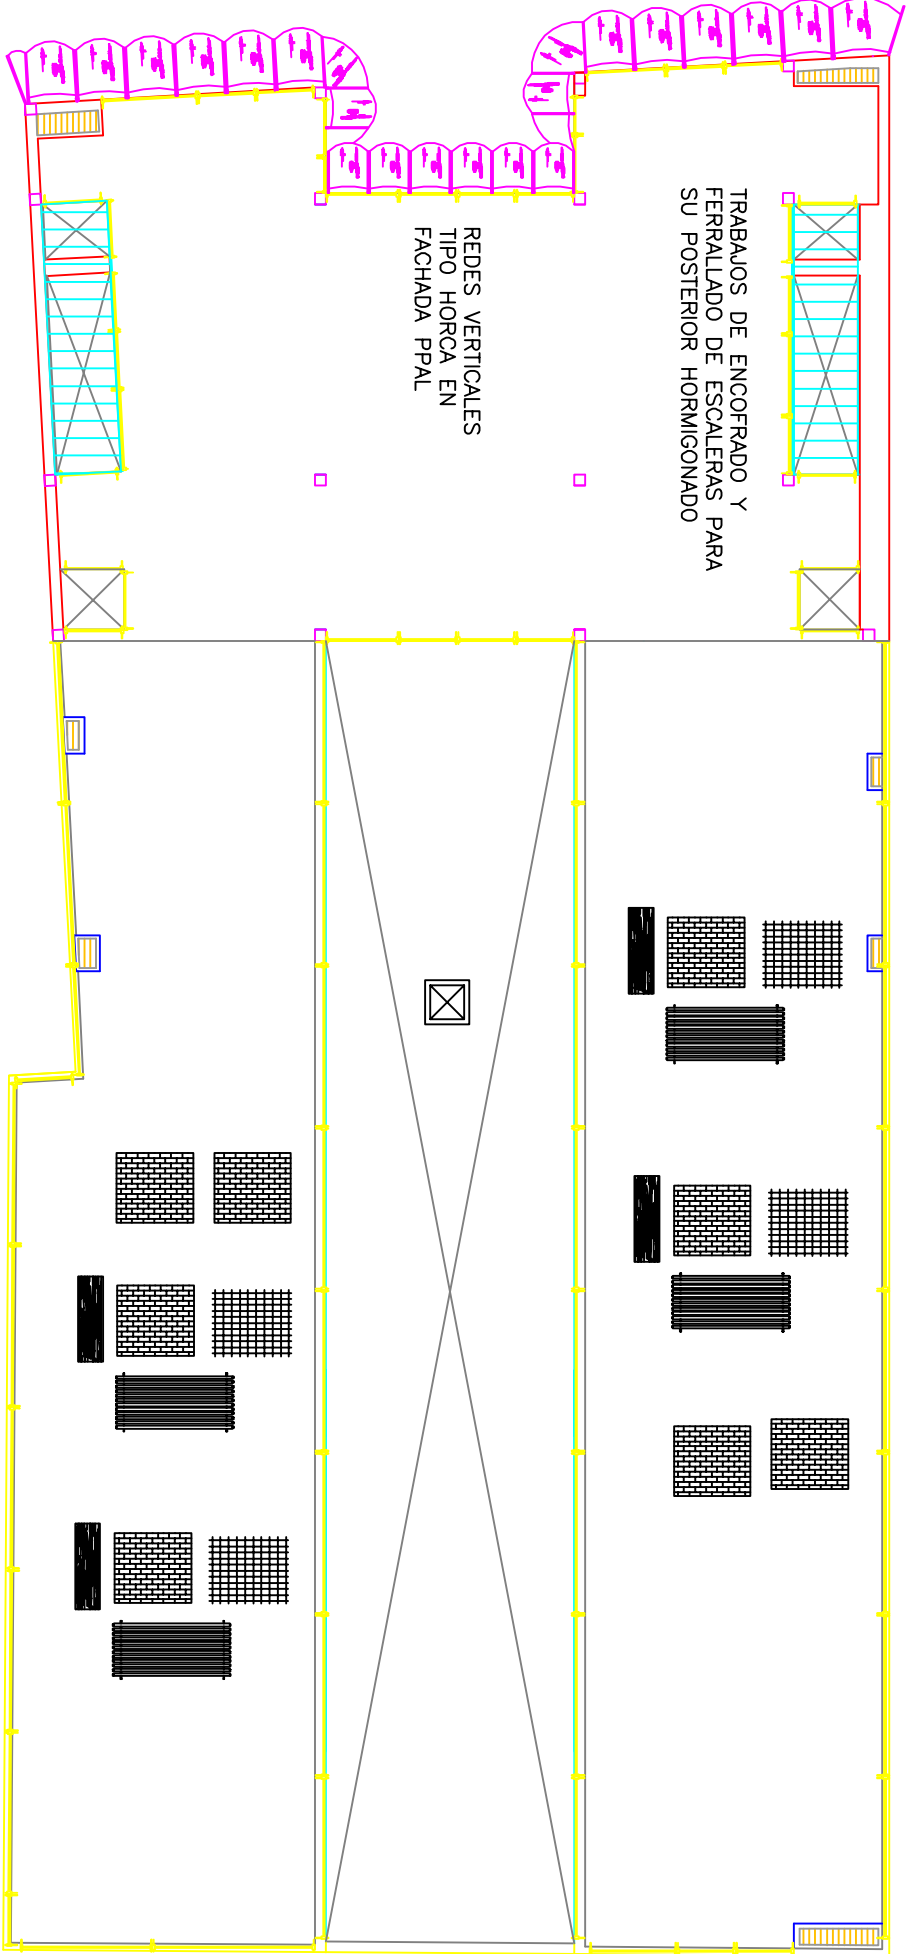 TRABAJOS DE ENCOFRADO Y
FERRALLADO DE ESCALERAS PARA
SU POSTERIOR HORMIGONADO
REDES VERTICALES
TIPO HORCA EN
FACHADA PPAL